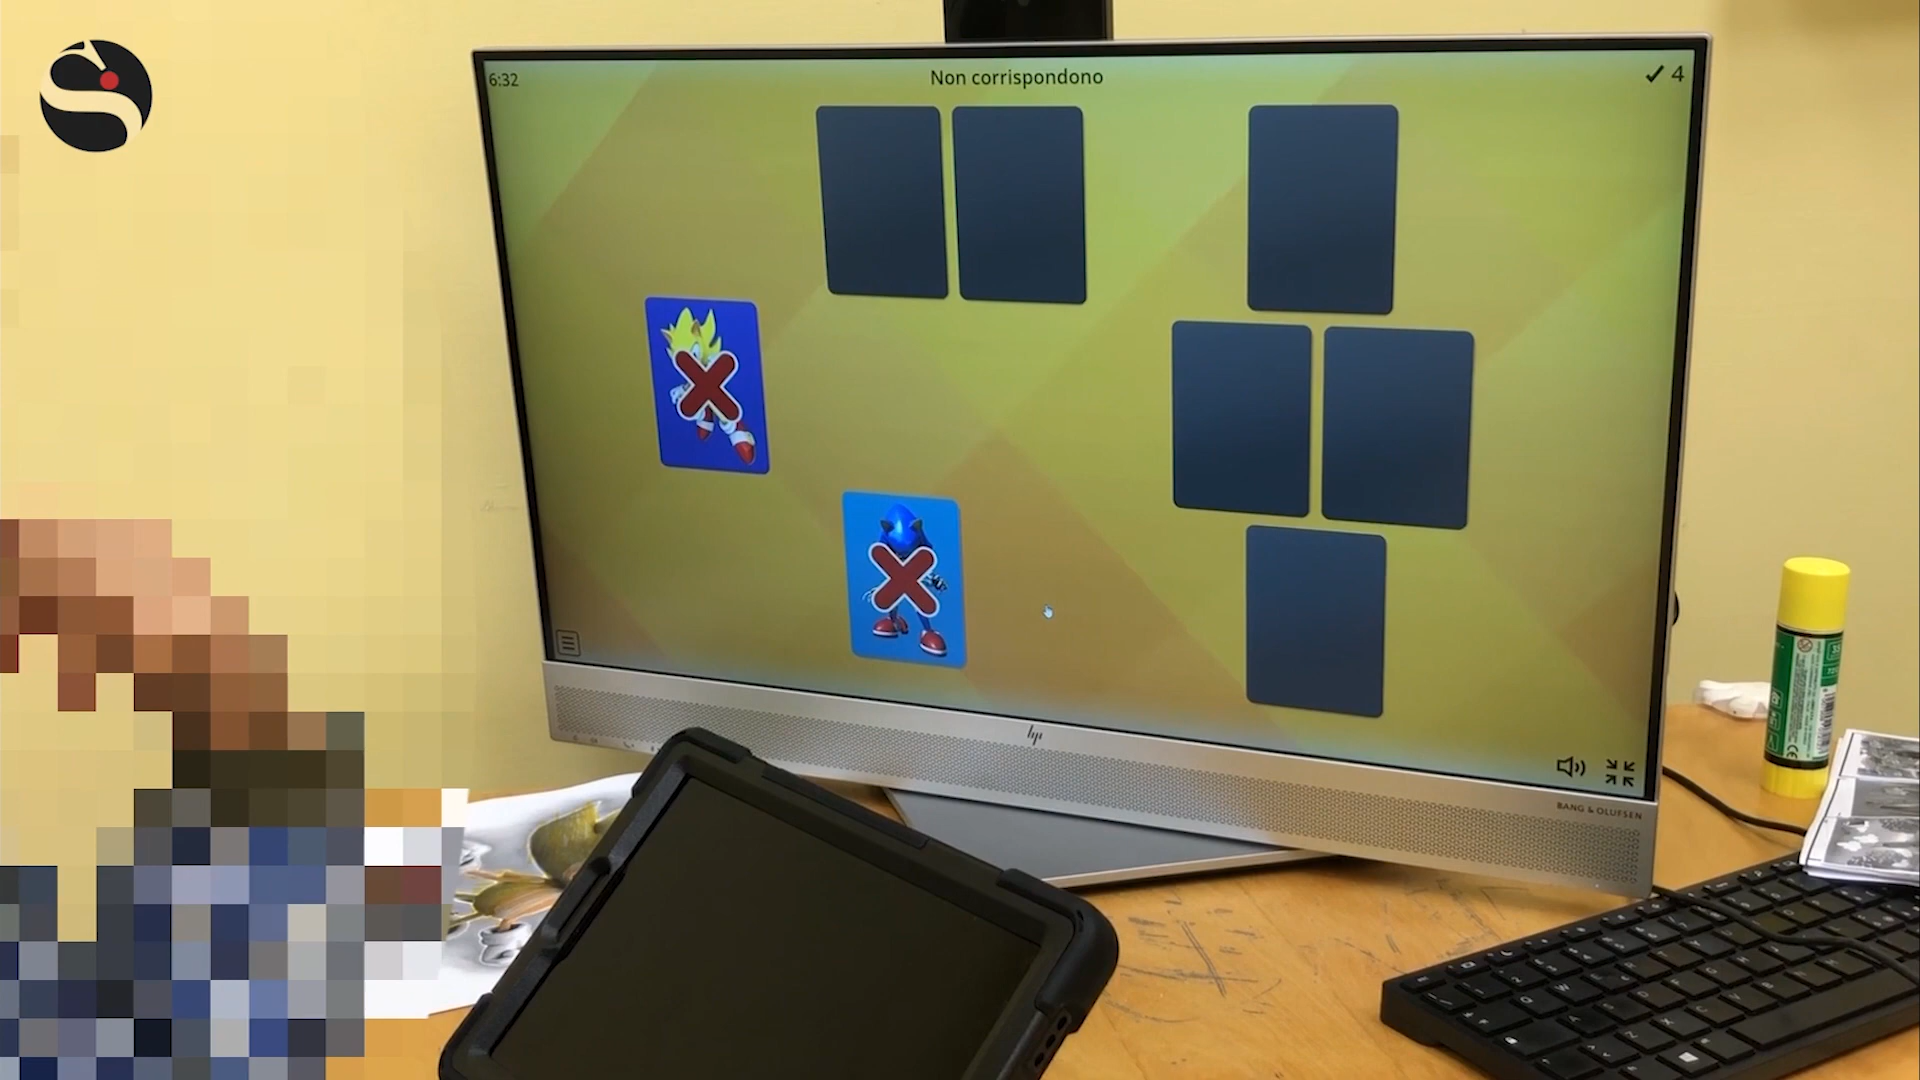 6:32
Non corrispondono
✓ 4
hp
BANG & OLUFSEN